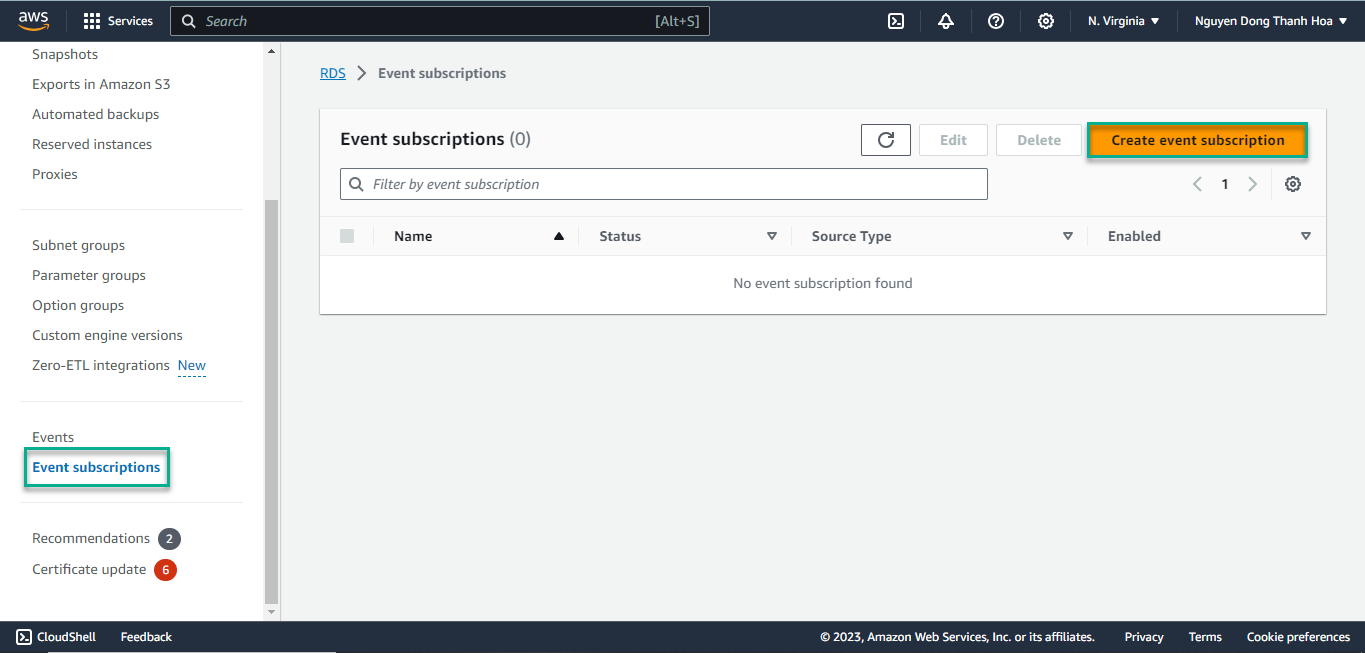 aws Services Search [Alt+S] N. Virginia Nguyen Dong Thanh Hoa
Snapshots
Exports in Amazon S3
Automated backups
Reserved instances
Proxies
Subnet groups
Parameter groups
Option groups
Custom engine versions
Zero-ETL integrations New
Events
Event subscriptions
Recommendations 2
Certificate update 6
RDS Event subscriptions
Event subscriptions (0) Edit Delete Create event subscription
Filter by event subscription 1
Name Status Source Type Enabled
No event subscription found
CloudShell Feedback © 2023, Amazon Web Services, Inc. or its affiliates. Privacy Terms Cookie preferences